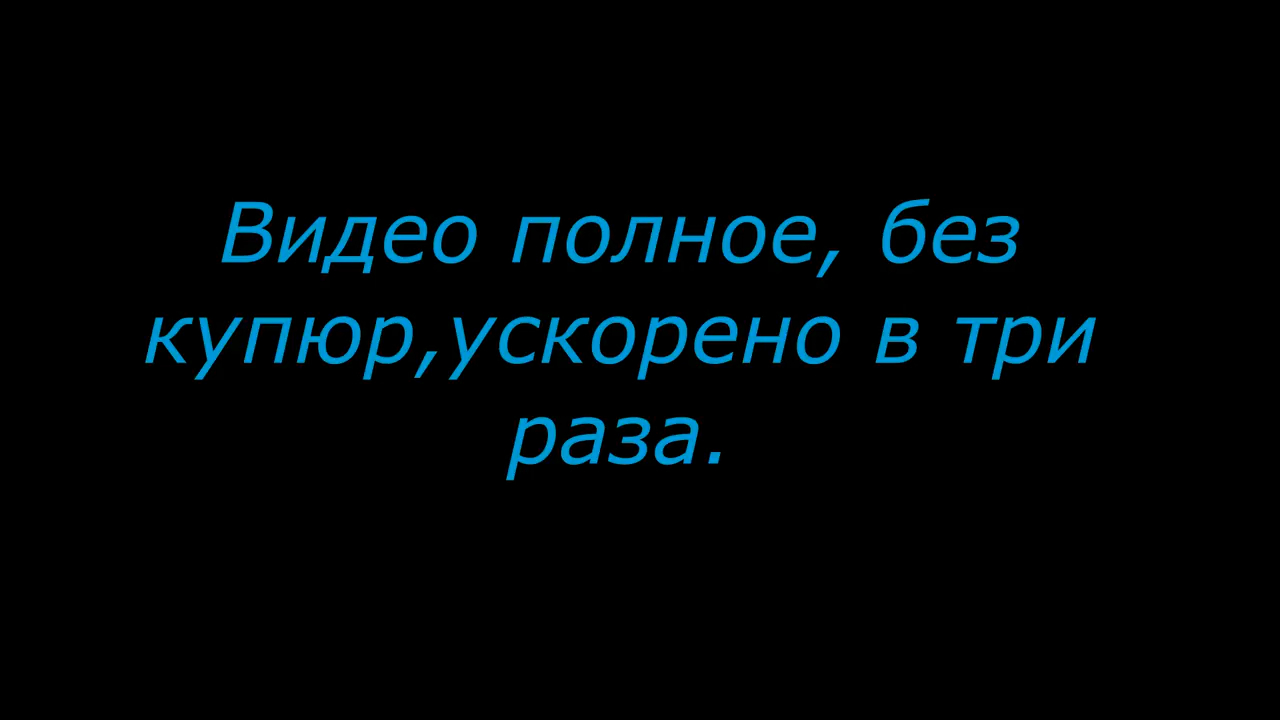 Видео полное, без
купюр,ускорено в три
раза.